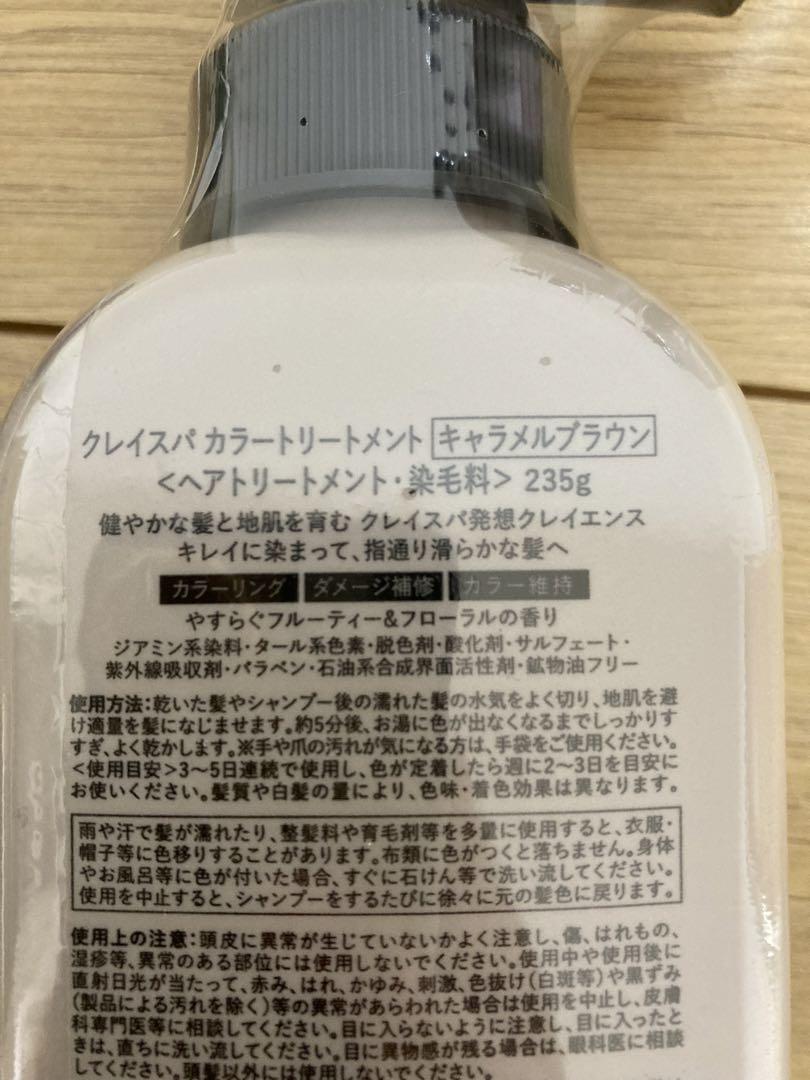 クレイスパ カラートリートメント キャラメルブラウン
<ヘアトリートメント・染毛料> 235g
健やかな髪と地肌を育む クレイスパ発想クレイエンス
キレイに染まって、指通り滑らかな髪へ
カラーリング ダメージ補修 カラー維持
やすらぐフルーティー&フローラルの香り
ジアミン系染料・タール系色素・脱色剤・酸化剤・サルフェート・
紫外線吸収剤・パラベン・石油系合成界面活性剤・鉱物油フリー
使用方法:乾いた髪やシャンプー後の濡れた髪の水気をよく切り、地肌を避
け適量を髪になじませます。約5分後、お湯に色が出なくなるまでしっかりす
すぎ、よく乾かします。※手や爪の汚れが気になる方は、手袋をご使用ください。
<使用目安>3〜5日連続で使用し、色が定着したら週に2〜3日を目安に
お使いください。髪質や白髪の量により、色味・着色効果は異なります。
雨や汗で髪が濡れたり、整髪料や育毛剤等を多量に使用すると、衣服・
帽子等に色移りすることがあります。布類に色がつくと落ちません。身体
やお風呂等に色が付いた場合、すぐに石けん等で洗い流してください。
使用を中止すると、シャンプーをするたびに徐々に元の髪色に戻ります。
使用上の注意:頭皮に異常が生じていないかよく注意し、傷、はれもの、
湿疹等、異常のある部位には使用しないでください。使用中や使用後に
直射日光が当たって、赤み、はれ、かゆみ、刺激、色抜け(白斑等)や黒ずみ
(製品による汚れを除く)等の異常があらわれた場合は使用を中止し、皮膚
科専門医等に相談してください。目に入らないように注意し、目に入ったと
きは、直ちに洗い流してください。目に異物感が残る場合は、眼科医に相談
してください。頭髪以外には使用しないでください。